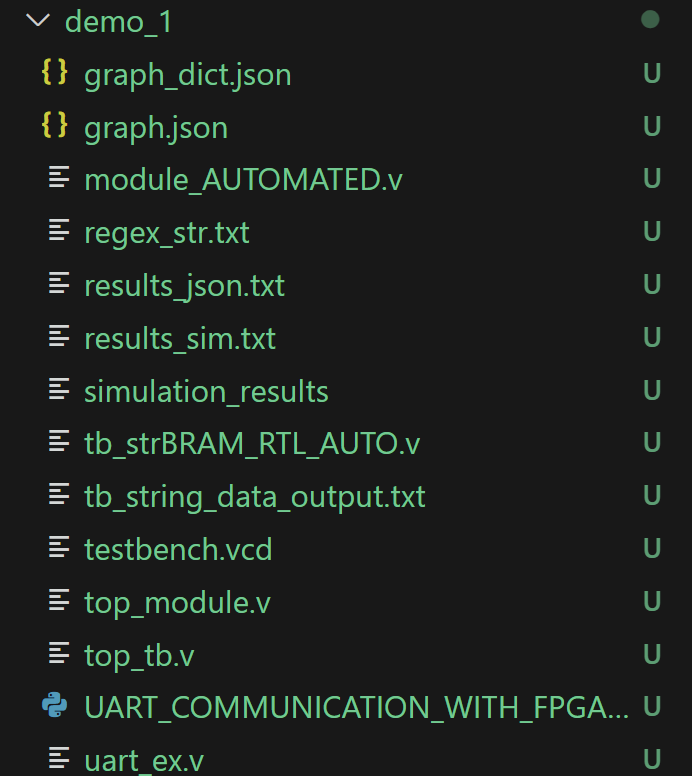 demo_1
{} graph_dict.json U
{} graph.json U
module_AUTOMATED.v U
regex_str.txt U
results_json.txt U
results_sim.txt U
simulation_results U
tb_strBRAM_RTL_AUTO.v U
tb_string_data_output.txt U
testbench.vcd U
top_module.v U
top_tb.v U
UART_COMMUNICATION_WITH_FPGA... U
uart_ex.v U